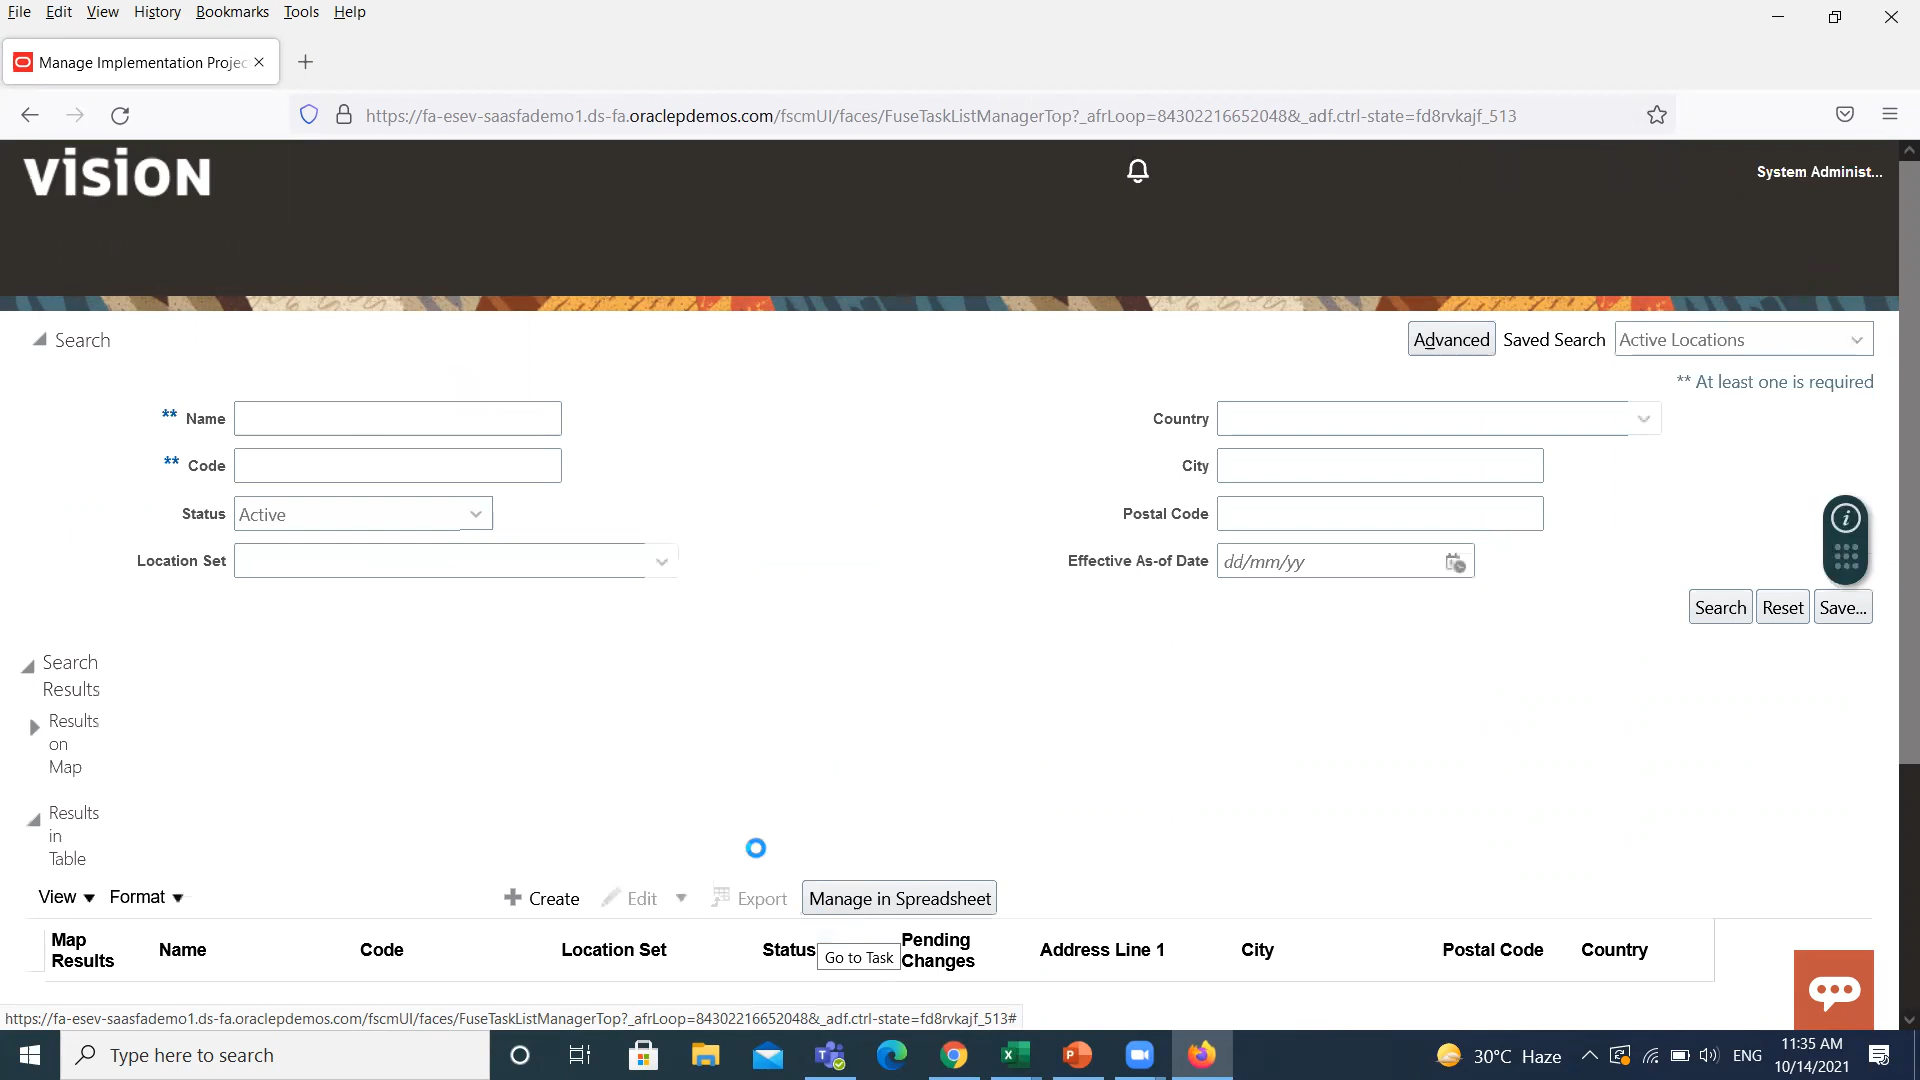 File Edit View History Bookmarks Tools Help
Manage Implementation Projec
https://fa-esev-saasfademo1.ds-fa.oraclepdemos.com/fscmUI/faces/FuseTaskListManagerTop?_afrLoop=84302216652048&_adf.ctrl-state=fd8rvkajf_513
vision
System Administ...
Search
Advanced Saved Search Active Locations
** At least one is required
** Name
Country
** Code
City
Status Active
Postal Code
Location Set
Effective As-of Date dd/mm/yy
Search Reset Save...
Search
Results
Results
on
Map
Results
in
Table
View Format Create Edit Export Manage in Spreadsheet
Map Results Name Code Location Set Status Pending Changes Address Line 1 City Postal Code Country
Go to Task
https://fa-esev-saasfademo1.ds-fa.oraclepdemos.com/fscmUI/faces/FuseTaskListManagerTop?_afrLoop=84302216652048&_adf.ctrl-state=fd8rvkajf_513#
Type here to search
30°C Haze
ENG
11:35 AM
10/14/2021